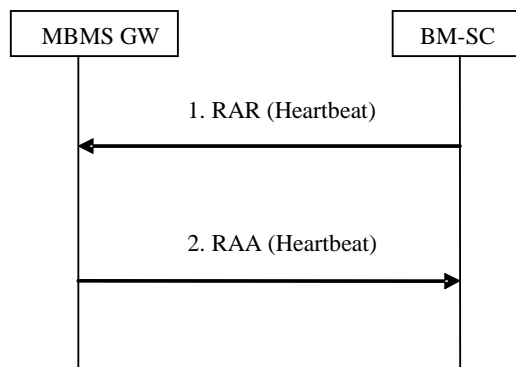 MBMS GW
BM-SC
1. RAR (Heartbeat)
2. RAA (Heartbeat)